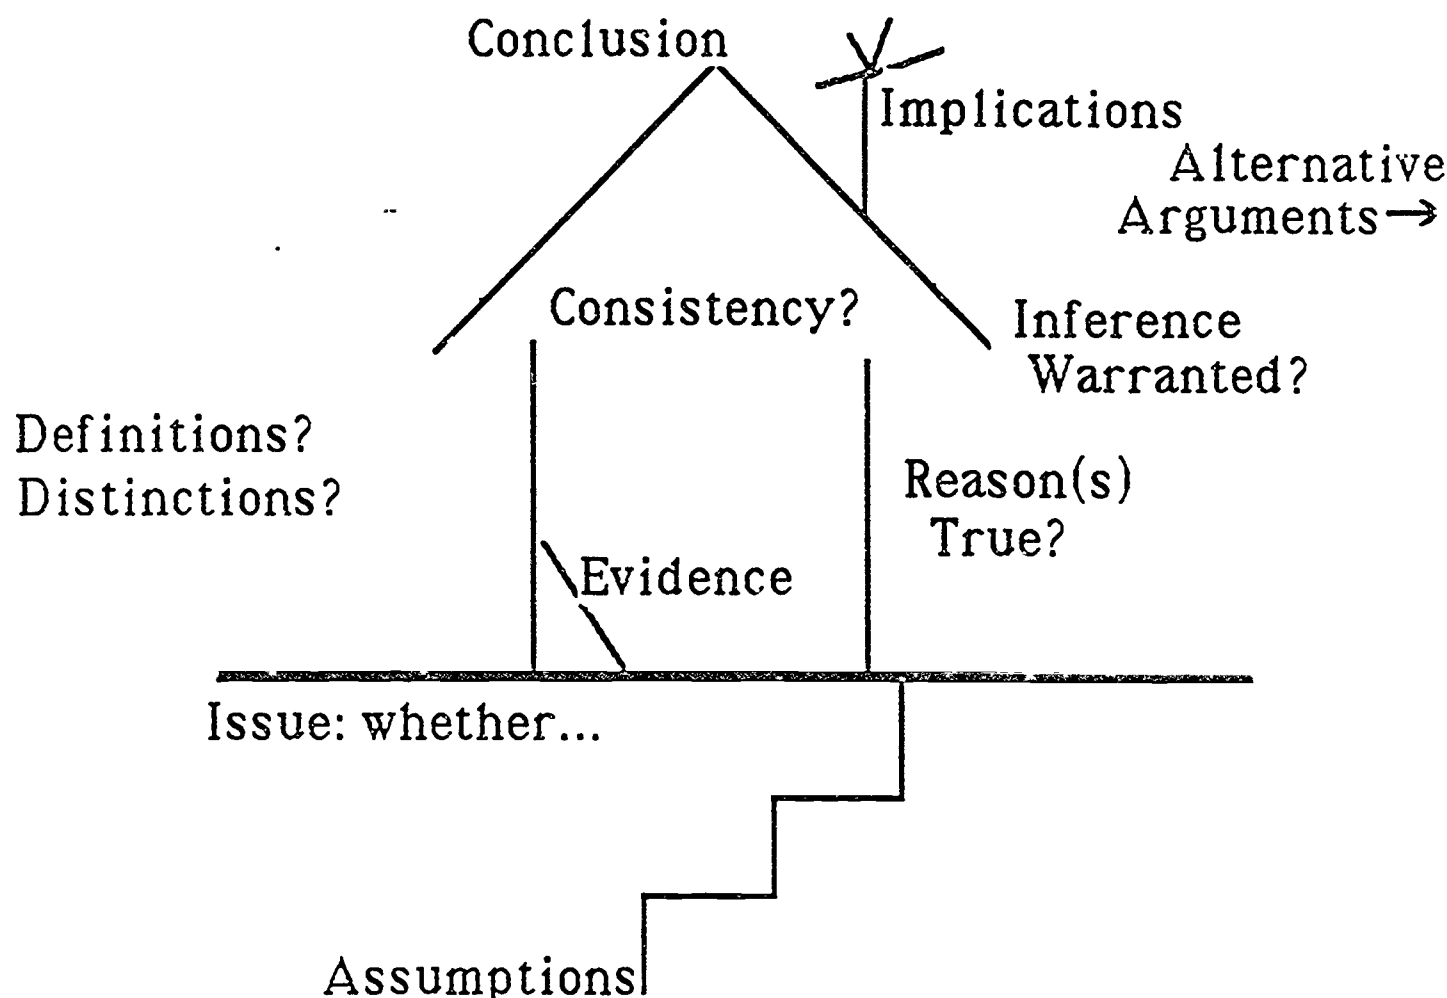 Conclusion
Implications
Alternative
Arguments→
Consistency?
Inference
Warranted?
Definitions?
Distinctions?
Reason(s)
True?
Evidence
Issue: whether...
Assumptions